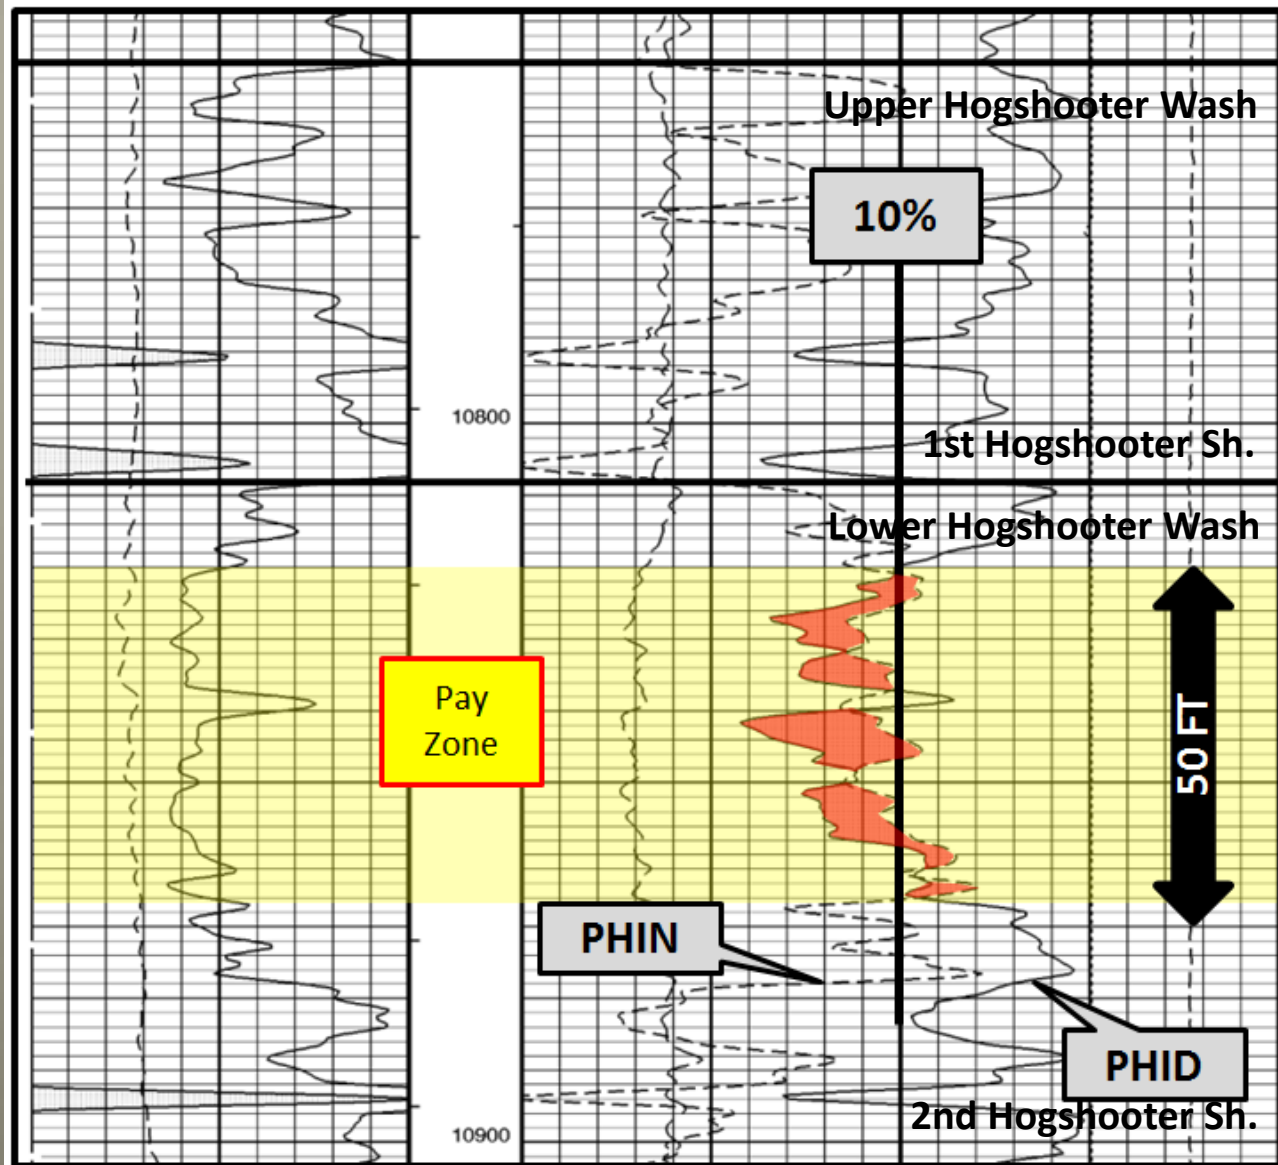 Upper Hogshooter Wash
10%
10800
1st Hogshooter Sh.
Lower Hogshooter Wash
Pay
Zone
50 FT
PHIN
PHID
2nd Hogshooter Sh.
10900